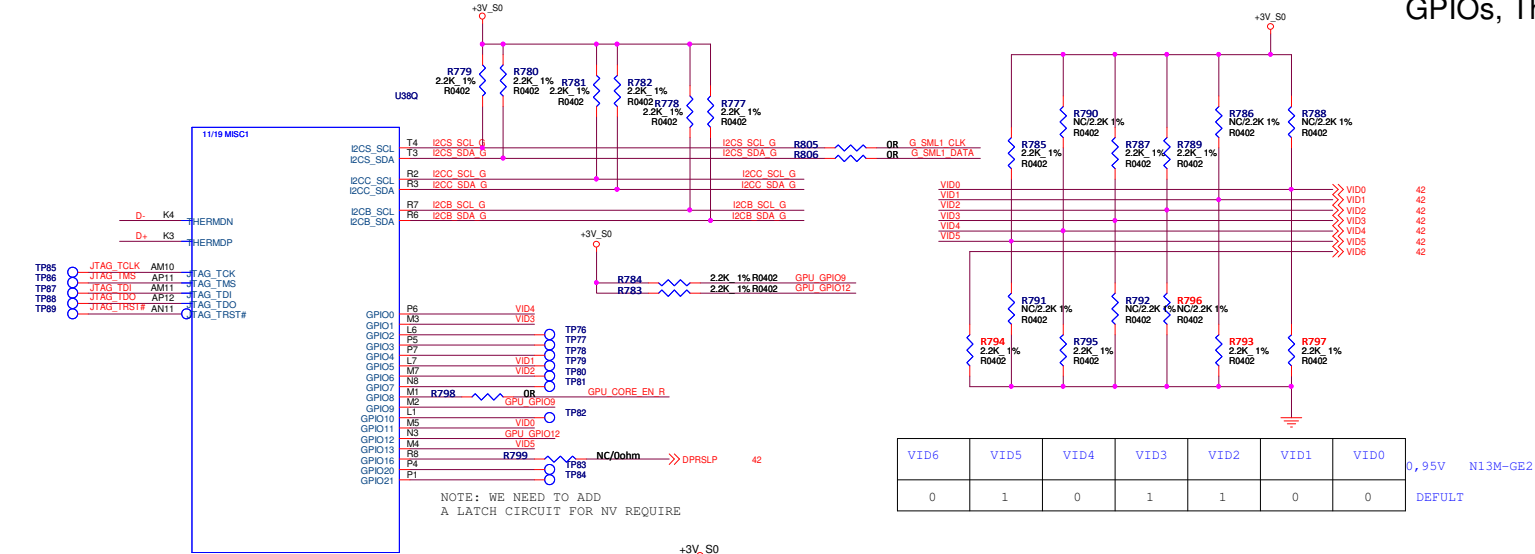 GPIOs, Th
+3V_S0
+3V_S0
R779
2.2K_1%
R0402
R780
2.2K_1%
R0402
R781
2.2K_1%
R0402
R782
2.2K_1%
R0402
R778
2.2K_1%
R0402
R777
2.2K_1%
R0402
U38Q
11/19 MISC1
I2CS_SCL T4 I2CS_SCL_G I2CS_SCL_G R805 0R G_SML1_CLK
I2CS_SDA T3 I2CS_SDA_G I2CS_SDA_G R806 0R G_SML1_DATA
I2CC_SCL R2 I2CC_SCL_G I2CC_SCL_G
I2CC_SDA R3 I2CC_SDA_G I2CC_SDA_G
I2CB_SCL R7 I2CB_SCL_G I2CB_SCL_G
I2CB_SDA R6 I2CB_SDA_G I2CB_SDA_G
D- K4 THERMDN
D+ K3 THERMDP
TP85 JTAG_TCLK AM10 JTAG_TCK
TP86 JTAG_TMS AP11 JTAG_TMS
TP87 JTAG_TDI AM11 JTAG_TDI
TP88 JTAG_TDO AP12 JTAG_TDO
TP89 JTAG_TRST# AN11 JTAG_TRST#
+3V_S0
R784 2.2K_1% R0402 GPU_GPIO9
R783 2.2K_1% R0402 GPU_GPIO12
GPIO0 P6 VID4
GPIO1 M3 VID3
GPIO2 L6 TP76
GPIO3 P5 TP77
GPIO4 P7 TP78
GPIO5 L7 VID1 TP79
GPIO6 M7 VID2 TP80
GPIO7 N8 TP81
GPIO8 M1 R798 0R GPU_CORE_EN_R
GPIO9 M2 GPU_GPIO9
GPIO10 L1 TP82
GPIO11 M5 VID0
GPIO12 N3 GPU_GPIO12
GPIO13 M4 VID5
GPIO16 R8 R799 NC/0ohm DPRSLP 42
GPIO20 P4 TP83
GPIO21 P1 TP84
NOTE: WE NEED TO ADD
A LATCH CIRCUIT FOR NV REQUIRE
+3V_S0
R785
2.2K_1%
R0402
R790
NC/2.2K 1%
R0402
R787
NC/2.2K_1%
R0402
R789
2.2K_1%
R0402
R786
NC/2.2K 1%
R0402
R788
NC/2.2K_1%
R0402
VID0 VID0 42
VID1 VID1 42
VID2 VID2 42
VID3 VID3 42
VID4 VID4 42
VID5 VID5 42
VID6 42
R791
NC/2.2K 1%
R0402
R792
NC/2.2K 1%
R0402
R796
NC/2.2K_1%
R0402
R794
2.2K_1%
R0402
R795
2.2K_1%
R0402
R793
2.2K_1%
R0402
R797
2.2K_1%
R0402
VID6 VID5 VID4 VID3 VID2 VID1 VID0 0,95V N13M-GE2
0 1 0 1 1 0 0 DEFULT